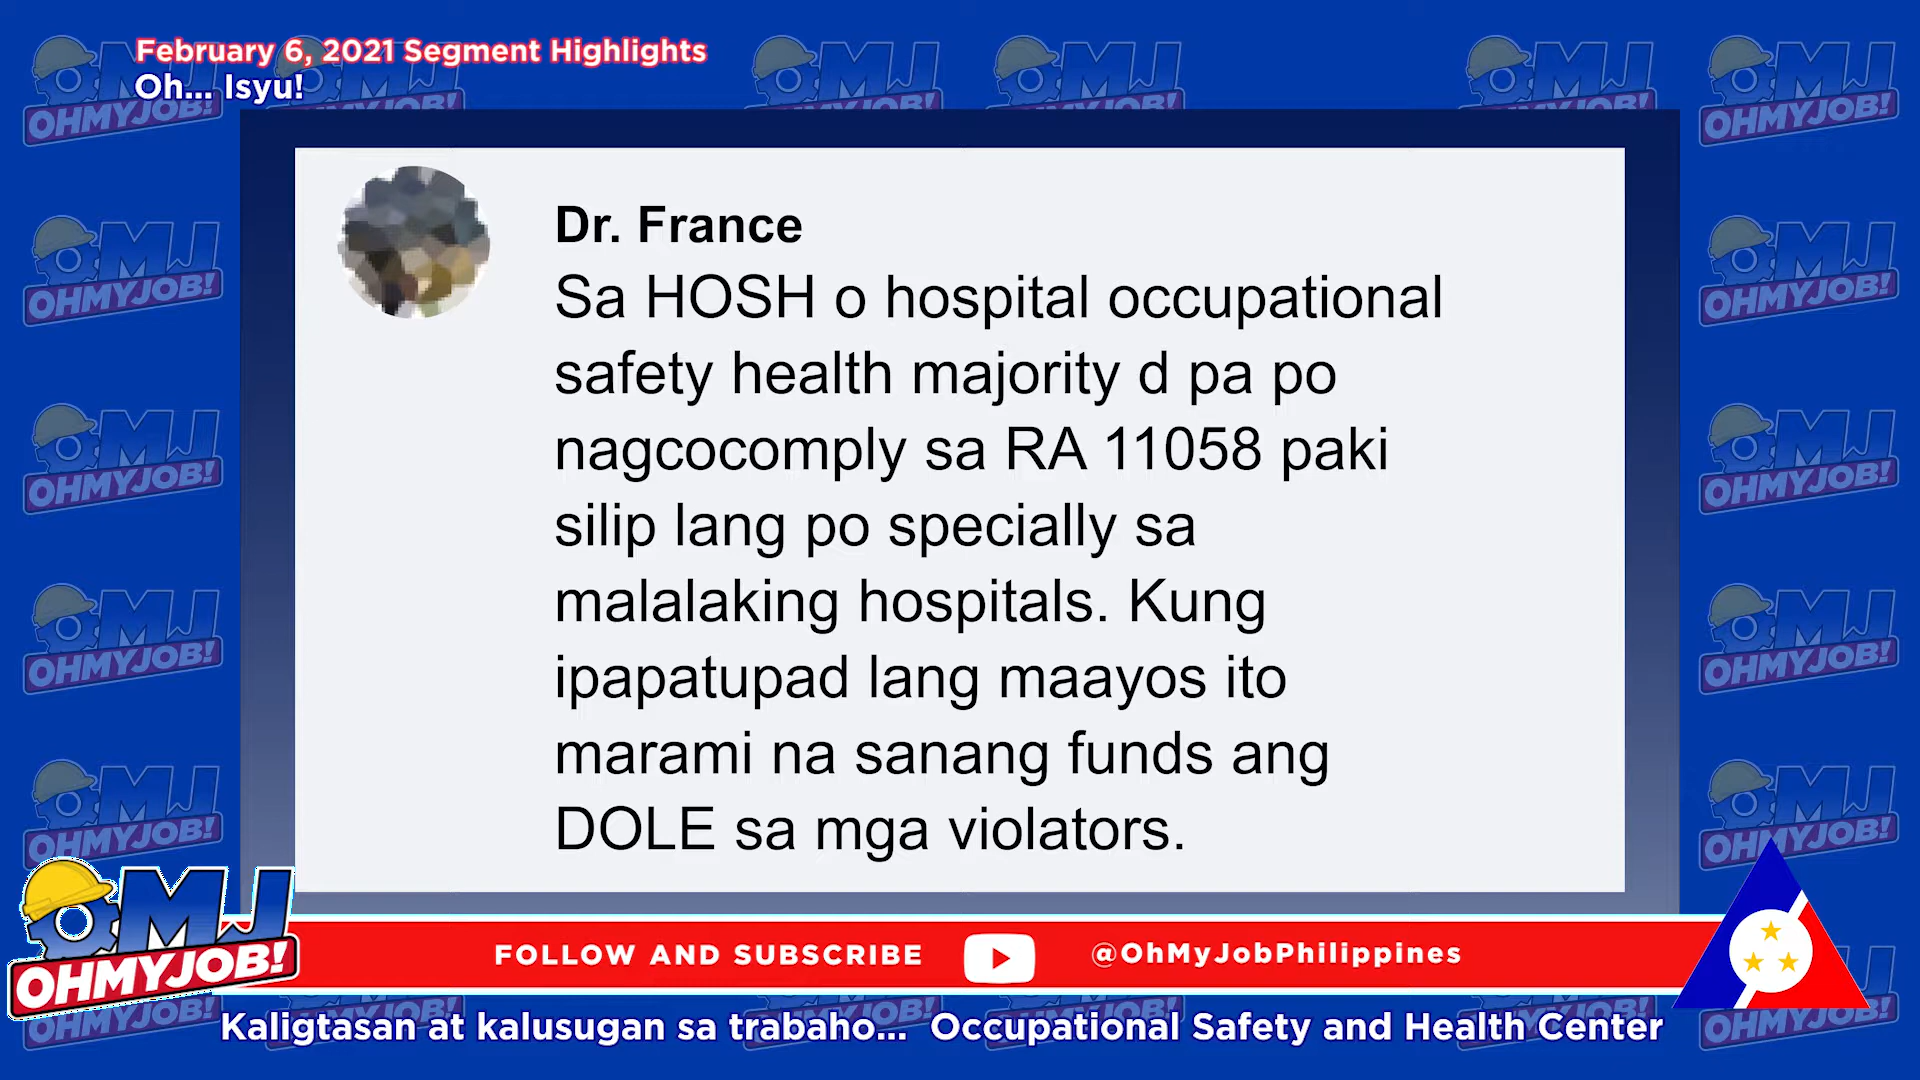 February 6, 2021 Segment Highlights
Oh... Isyu!
Dr. France
Sa HOSH o hospital occupational
safety health majority d pa po
nagcocomply sa RA 11058 paki
silip lang po specially sa
malalaking hospitals. Kung
ipapatupad lang maayos ito
marami na sanang funds ang
DOLE sa mga violators.
OMJ
OHMYJOB!
FOLLOW AND SUBSCRIBE
@OhMyJobPhilippines
Kaligtasan at kalusugan sa trabaho... Occupational Safety and Health Center